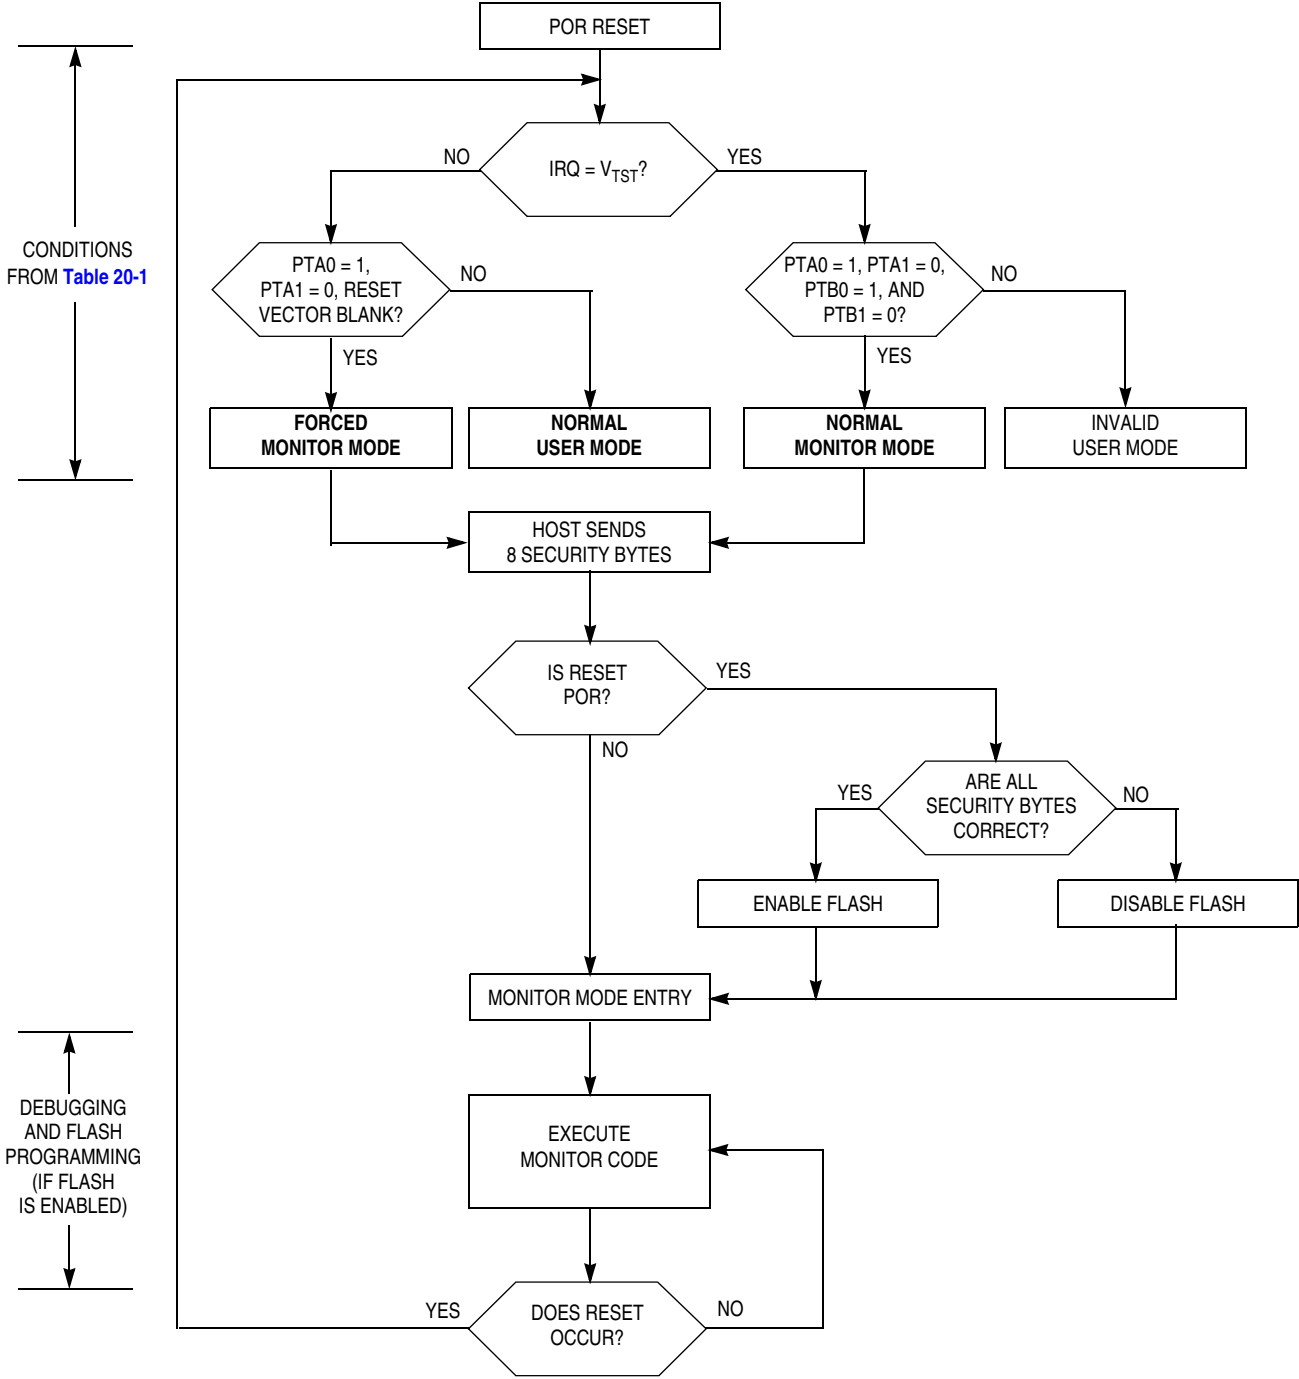 POR RESET
IRQ = VTST?
NO
YES
CONDITIONS
FROM Table 20-1
PTA0 = 1,
PTA1 = 0, RESET
VECTOR BLANK?
NO
YES
PTA0 = 1, PTA1 = 0,
PTB0 = 1, AND
PTB1 = 0?
NO
YES
FORCED
MONITOR MODE
NORMAL
USER MODE
NORMAL
MONITOR MODE
INVALID
USER MODE
HOST SENDS
8 SECURITY BYTES
IS RESET
POR?
YES
NO
ARE ALL
SECURITY BYTES
CORRECT?
YES
NO
ENABLE FLASH
DISABLE FLASH
MONITOR MODE ENTRY
DEBUGGING
AND FLASH
PROGRAMMING
(IF FLASH
IS ENABLED)
EXECUTE
MONITOR CODE
DOES RESET
OCCUR?
YES
NO